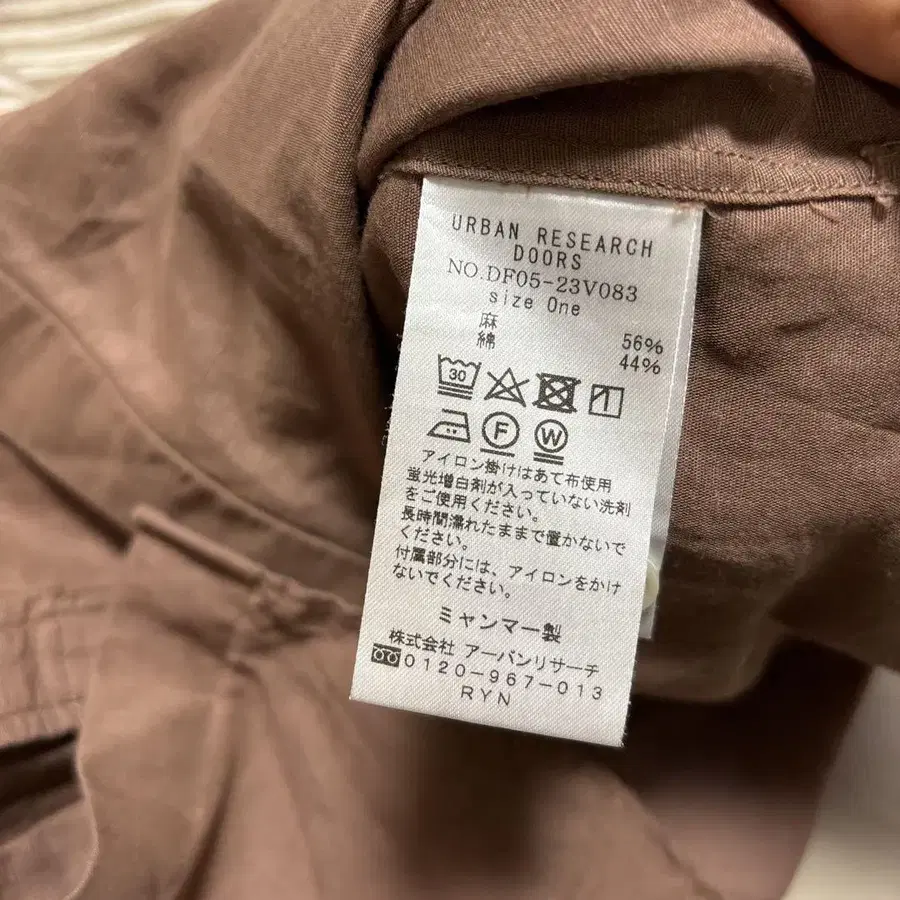 URBAN RESEARCH
DOORS
NO.DF05-23V083
size One
麻 56%
綿 44%
30
F W
アイロン掛けはあて布使用
蛍光増白剤が入っていない洗剤
をご使用ください。
長時間濡れたままで置かないで
ください。
付属部分には、アイロンをかけ
ないでください。
ミャンマー製
株式会社 アーバンリサーチ
0120-967-013
RYN